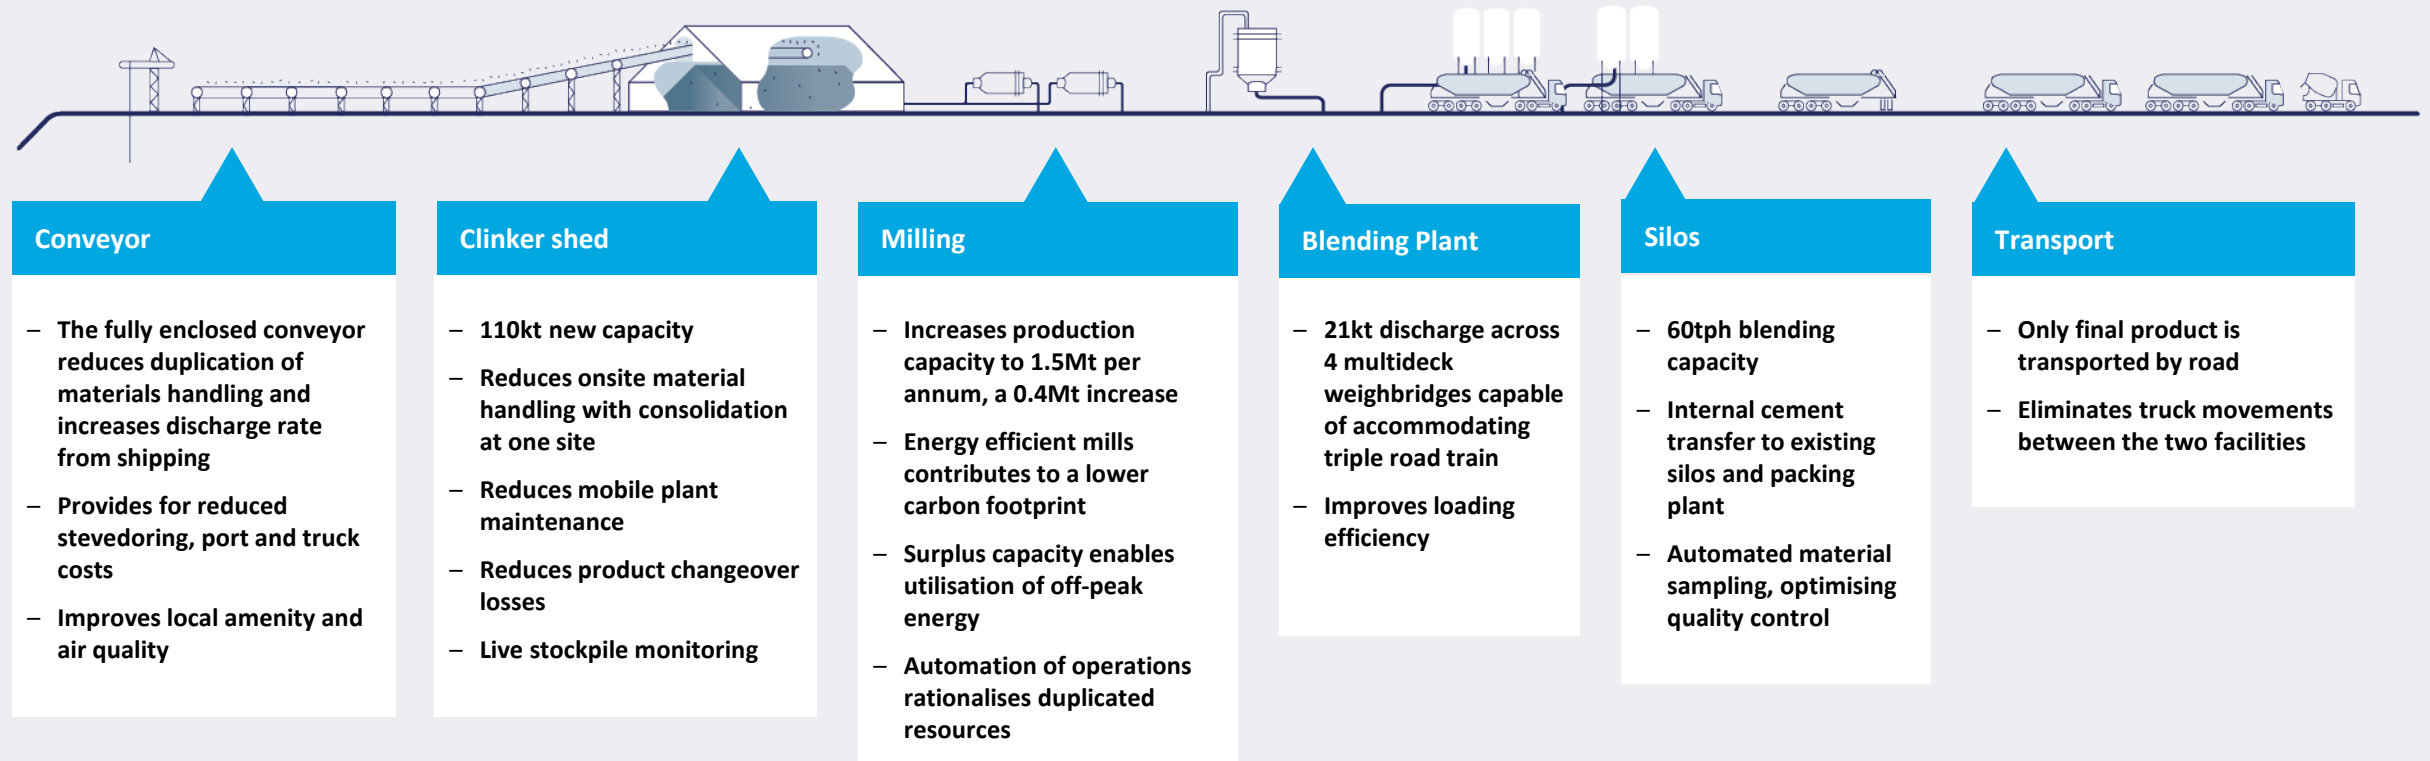 Conveyor
– The fully enclosed conveyor
reduces duplication of
materials handling and
increases discharge rate
from shipping
– Provides for reduced
stevedoring, port and truck
costs
– Improves local amenity and
air quality
Clinker shed
– 110kt new capacity
– Reduces onsite material
handling with consolidation
at one site
– Reduces mobile plant
maintenance
– Reduces product changeover
losses
– Live stockpile monitoring
Milling
– Increases production
capacity to 1.5Mt per
annum, a 0.4Mt increase
– Energy efficient mills
contributes to a lower
carbon footprint
– Surplus capacity enables
utilisation of off-peak
energy
– Automation of operations
rationalises duplicated
resources
Blending Plant
– 21kt discharge across
4 multideck
weighbridges capable
of accommodating
triple road train
– Improves loading
efficiency
Silos
– 60tph blending
capacity
– Internal cement
transfer to existing
silos and packing
plant
– Automated material
sampling, optimising
quality control
Transport
– Only final product is
transported by road
– Eliminates truck movements
between the two facilities